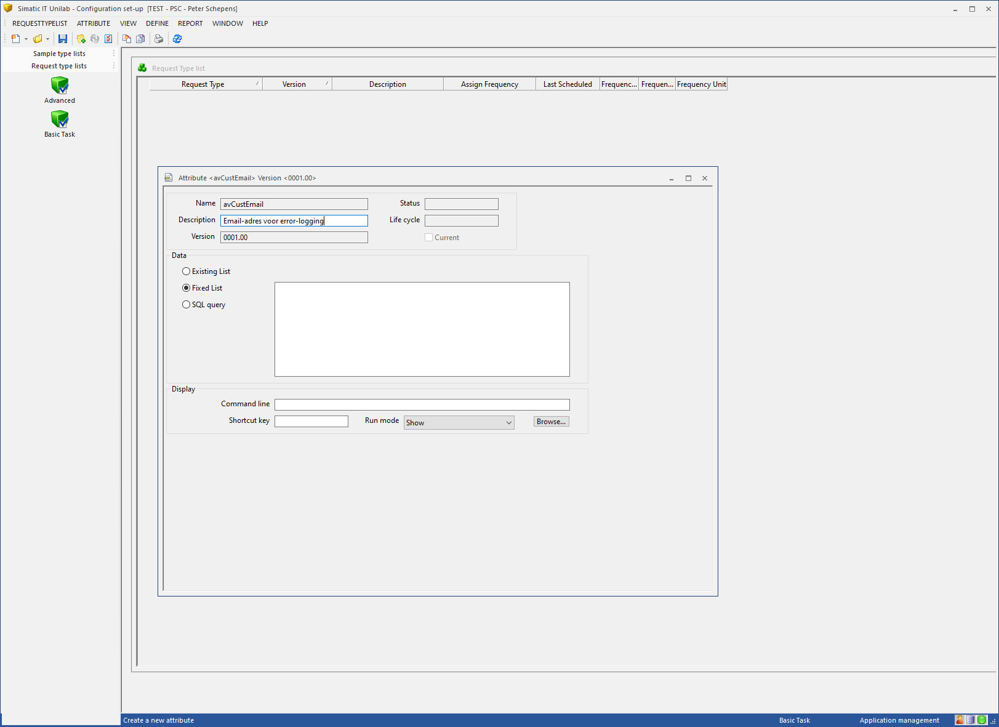 Simatic IT Unilab - Configuration set-up  [TEST - PSC - Peter Schepens]
REQUESTTYPELIST ATTRIBUTE VIEW DEFINE REPORT WINDOW HELP
Sample type lists
Request type lists
Advanced
Basic Task
Request Type list
Request Type Version Description Assign Frequency Last Scheduled Frequenc... Frequen... Frequency Unit
Attribute <avCustEmail> Version <0001.00>
Name avCustEmail Status
Description Email-adres voor error-logging Life cycle
Version 0001.00 Current
Data
Existing List
Fixed List
SQL query
Display
Command line
Shortcut key Run mode Show Browse...
Create a new attribute Basic Task Application management